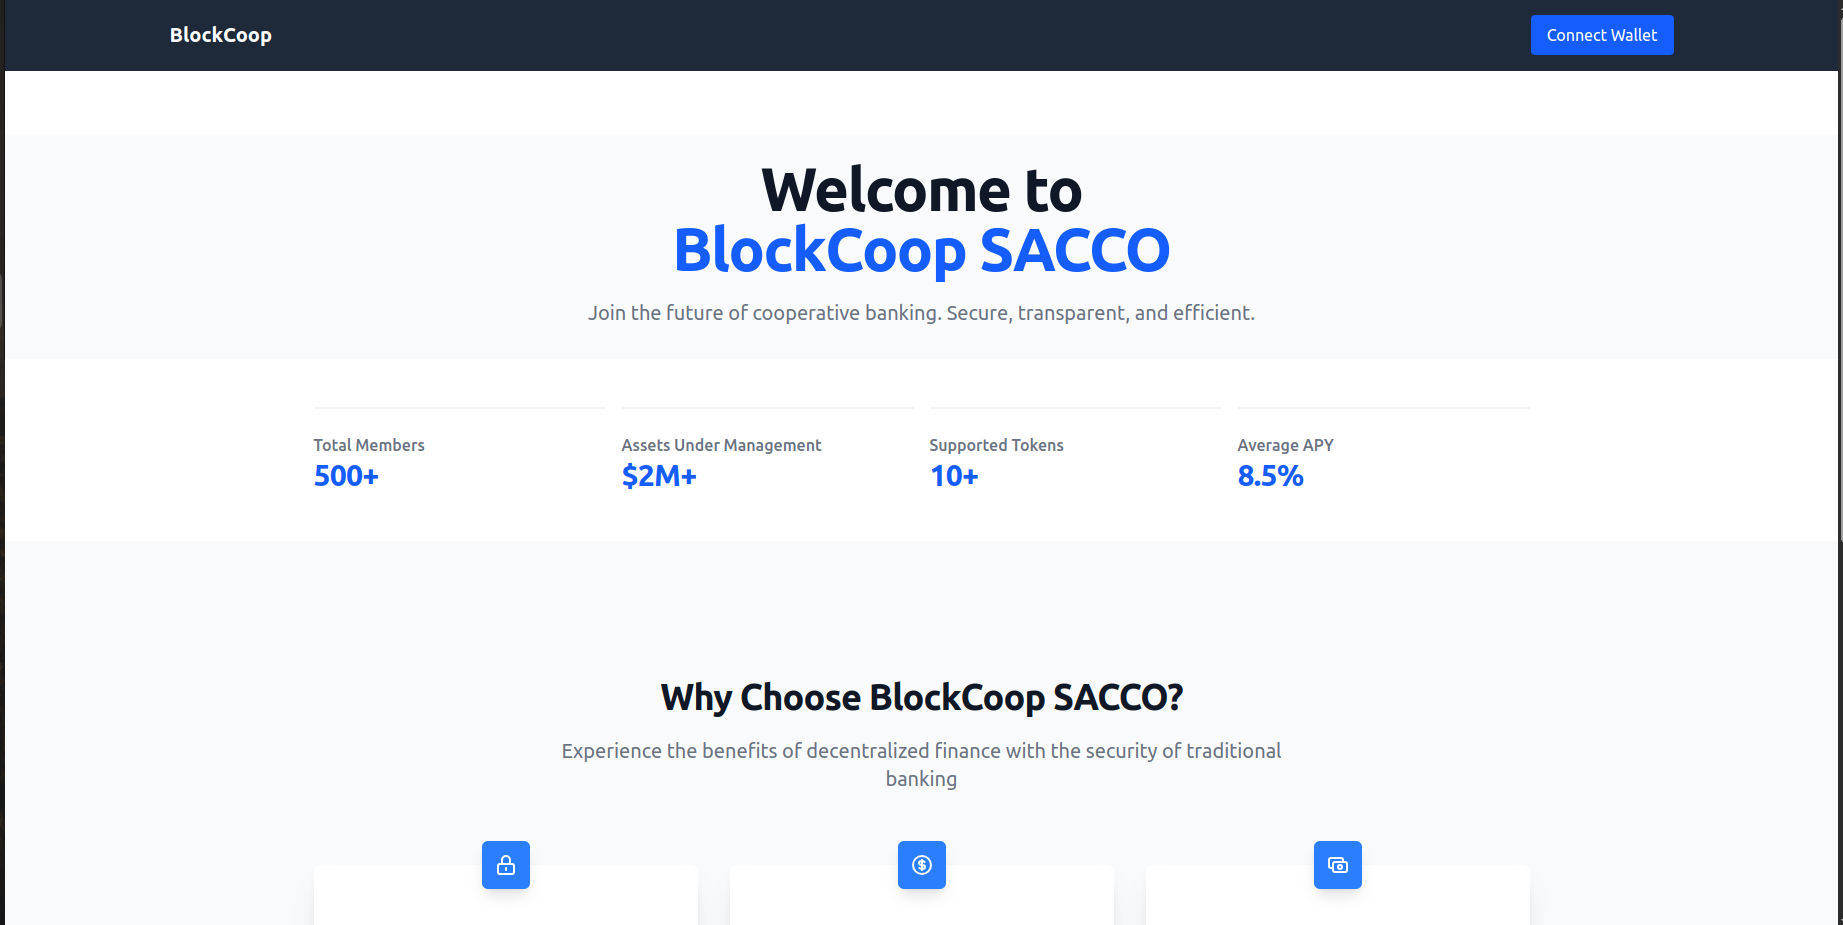 BlockCoop
Connect Wallet
Welcome to
BlockCoop SACCO
Join the future of cooperative banking. Secure, transparent, and efficient.
Total Members
500+
Assets Under Management
$2M+
Supported Tokens
10+
Average APY
8.5%
Why Choose BlockCoop SACCO?
Experience the benefits of decentralized finance with the security of traditional
banking